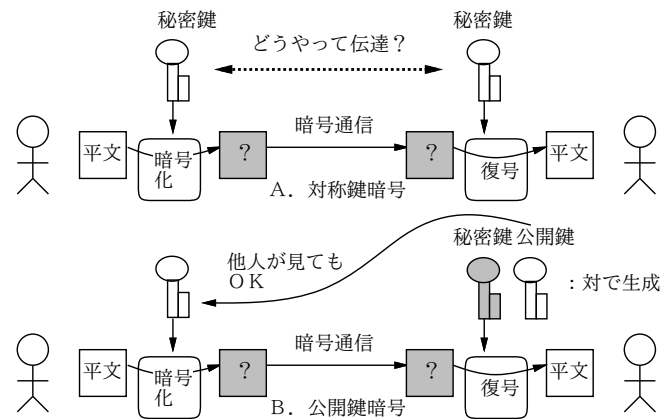 秘密鍵
どうやって伝達？
秘密鍵
平文
暗号
化
？
暗号通信
？
復号
平文
A．対称鍵暗号
秘密鍵 公開鍵
他人が見ても
ＯＫ
：対で生成
平文
暗号
化
？
暗号通信
？
復号
平文
B．公開鍵暗号